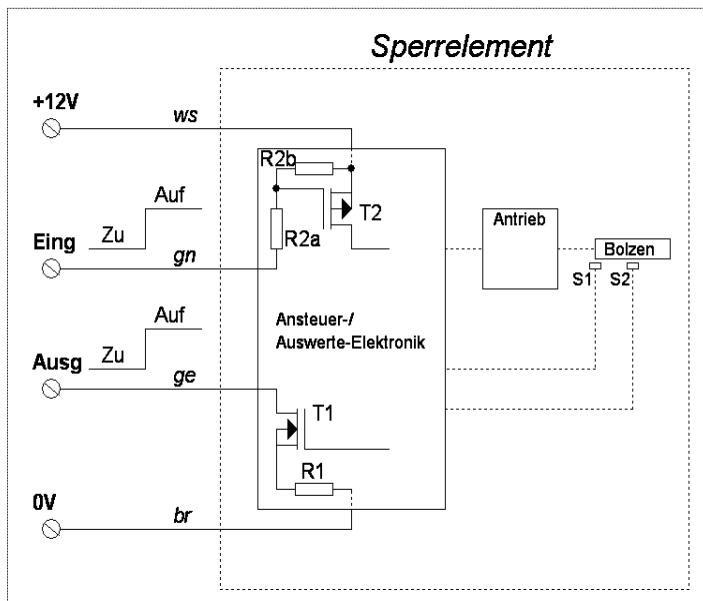 Sperrelement
+12V
ws
R2b
Auf
T2
Zu
R2a
Eing
gn
Antrieb
Bolzen
S1 S2
Ansteuer-/
Auswerte-Elektronik
Auf
Zu
Ausg
ge
T1
R1
0V
br